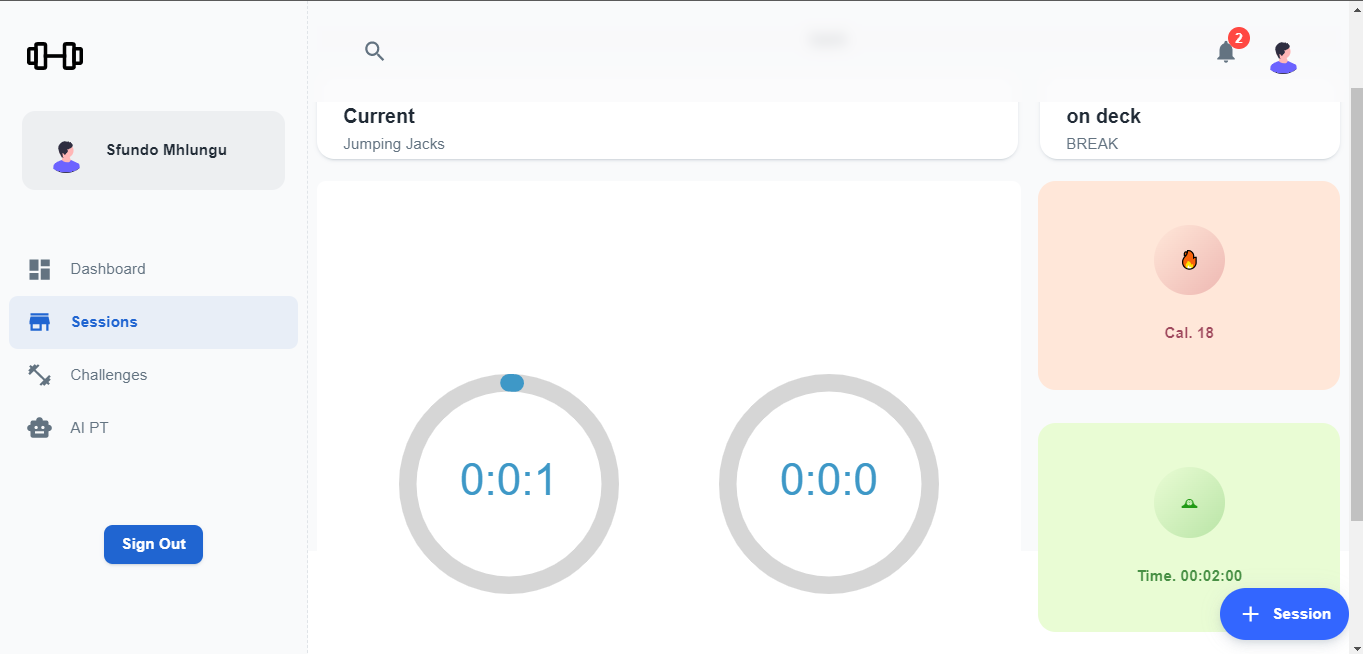 2
Sfundo Mhlungu
Dashboard
Sessions
Challenges
AI PT
Sign Out
Current
Jumping Jacks
on deck
BREAK
0:0:1
0:0:0
Cal. 18
Time. 00:02:00
Session